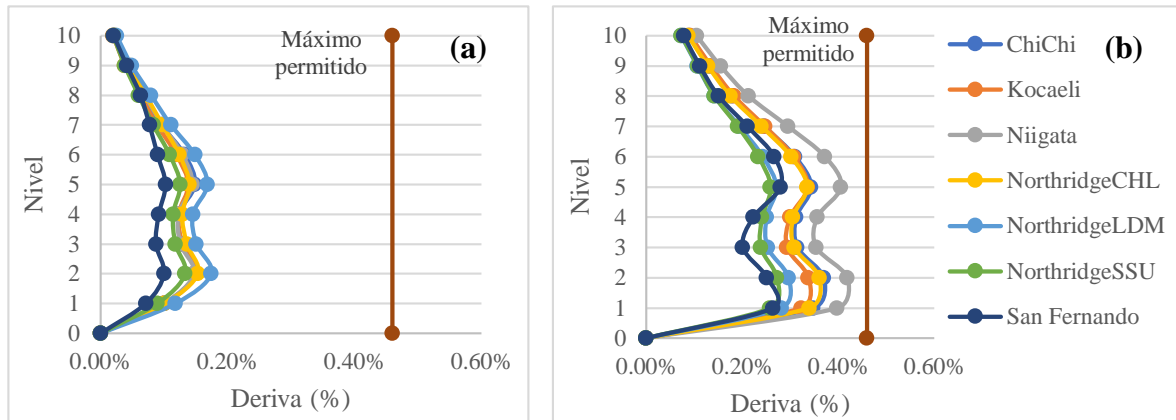 (a)
Máximo
permitido
10
9
8
7
6
5
4
3
2
1
0
Nivel
0.00%
0.20%
0.40%
0.60%
Deriva (%)
(b)
Máximo
permitido
10
9
8
7
6
5
4
3
2
1
0
Nivel
0.00%
0.20%
0.40%
0.60%
Deriva (%)
ChiChi
Kocaeli
Niigata
NorthridgeCHL
NorthridgeLDM
NorthridgeSSU
San Fernando